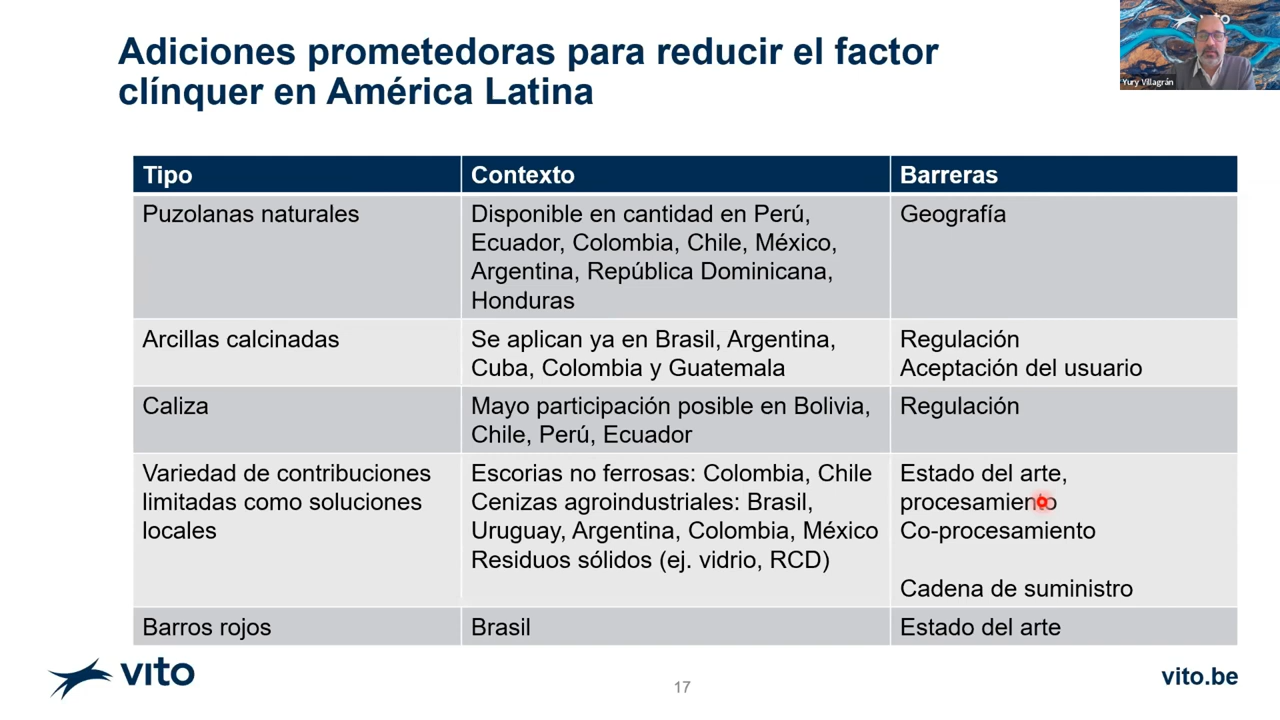 Adiciones prometedoras para reducir el factor
clínquer en América Latina
vito
Yury Villagrán
Tipo
Contexto
Barreras
Puzolanas naturales
Disponible en cantidad en Perú,
Ecuador, Colombia, Chile, México,
Argentina, República Dominicana,
Honduras
Geografía
Arcillas calcinadas
Se aplican ya en Brasil, Argentina,
Cuba, Colombia y Guatemala
Regulación
Aceptación del usuario
Caliza
Mayo participación posible en Bolivia,
Chile, Perú, Ecuador
Regulación
Variedad de contribuciones
limitadas como soluciones
locales
Escorias no ferrosas: Colombia, Chile
Cenizas agroindustriales: Brasil,
Uruguay, Argentina, Colombia, México
Residuos sólidos (ej. vidrio, RCD)
Estado del arte,
procesamiento
Co-procesamiento
Cadena de suministro
Barros rojos
Brasil
Estado del arte
vito
17
vito.be